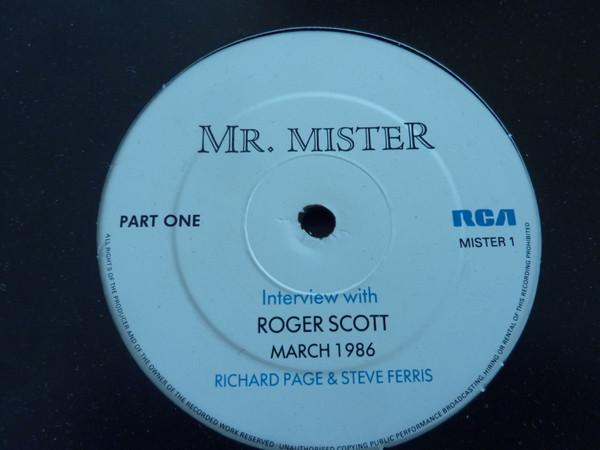 MR. MISTER
PART ONE
RCA
MISTER 1
Interview with
ROGER SCOTT
MARCH 1986
RICHARD PAGE & STEVE FERRIS
ALL RIGHTS OF THE PRODUCER AND OF THE OWNER OF THE RECORDED WORK RESERVED · UNAUTHORISED COPYING PUBLIC PERFORMANCE BROADCASTING, HIRING OR RENTAL OF THIS RECORDING PROHIBITED